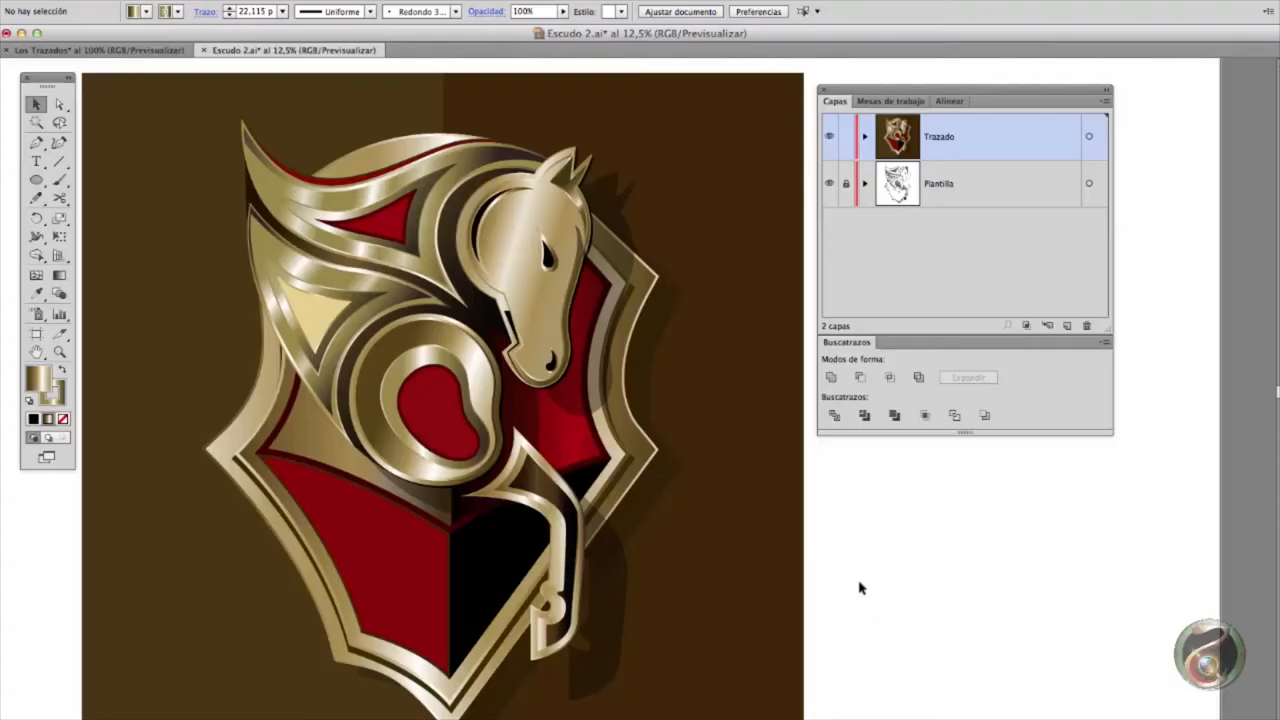 No hay selección Trazo: 22,115 p Uniforme Redondo 3... Opacidad: 100% Estilo: Ajustar documento Preferencias
Escudo 2.ai* al 12,5% (RGB/Previsualizar)
Los Trazados* al 100% (RGB/Previsualizar) Escudo 2.ai* al 12,5% (RGB/Previsualizar)
Capas Mesas de trabajo Alinear
Trazado
Plantilla
2 capas
Buscatrazos
Modos de forma:
Expandir
Buscatrazos: